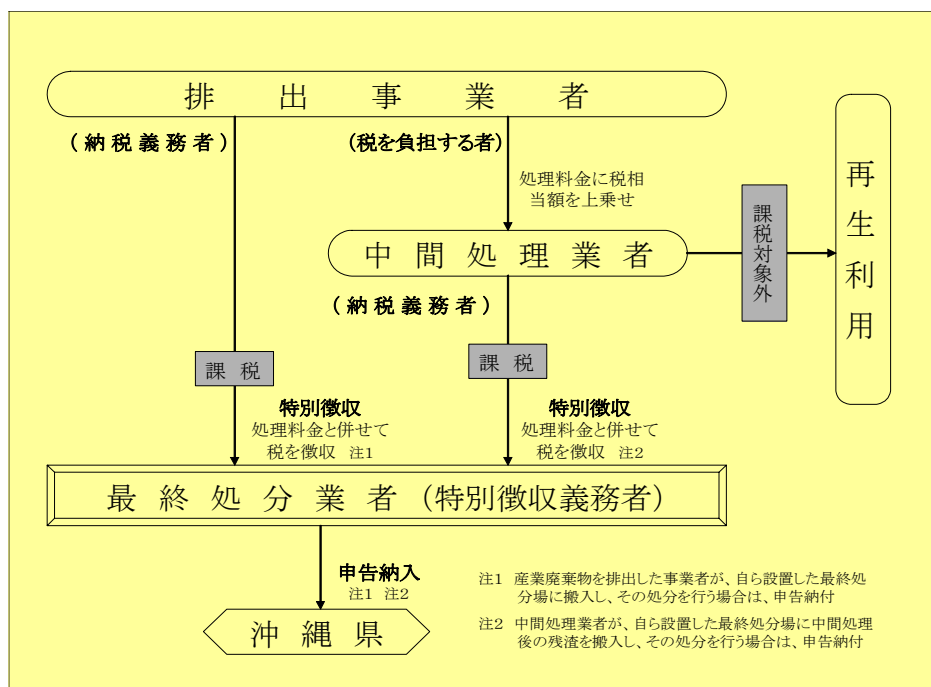 排出事業者
(納税義務者)
(税を負担する者)
処理料金に税相
当額を上乗せ
中間処理業者
課税対象外
再生利用
(納税義務者)
課税
課税
特別徴収
処理料金と併せて
税を徴収 注1
特別徴収
処理料金と併せて
税を徴収 注2
最終処分業者(特別徴収義務者)
申告納入
注1 注2
沖縄県
注1 産業廃棄物を排出した事業者が、自ら設置した最終処
分場に搬入し、その処分を行う場合は、申告納付
注2 中間処理業者が、自ら設置した最終処分場に中間処理
後の残渣を搬入し、その処分を行う場合は、申告納付